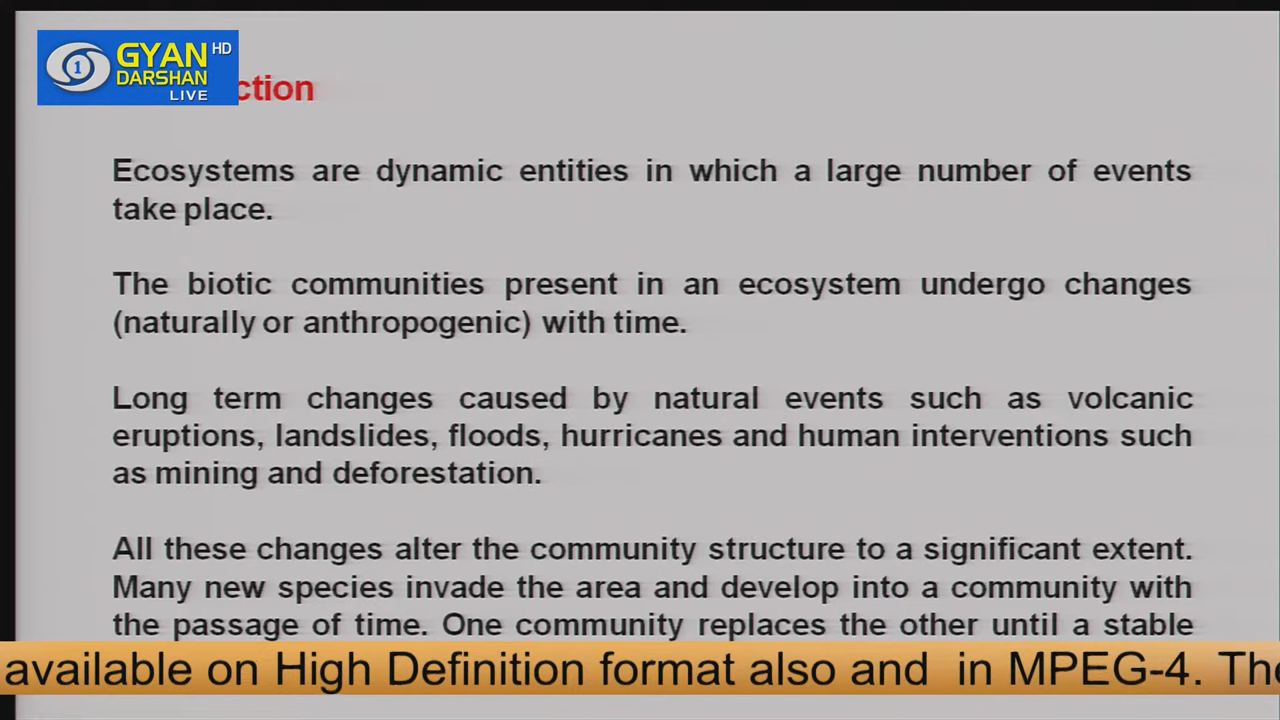 GYAN HD
DARSHAN
LIVE
1
ction
Ecosystems are dynamic entities in which a large number of events
take place.
The biotic communities present in an ecosystem undergo changes
(naturally or anthropogenic) with time.
Long term changes caused by natural events such as volcanic
eruptions, landslides, floods, hurricanes and human interventions such
as mining and deforestation.
All these changes alter the community structure to a significant extent.
Many new species invade the area and develop into a community with
the passage of time. One community replaces the other until a stable
available on High Definition format also and in MPEG-4. The